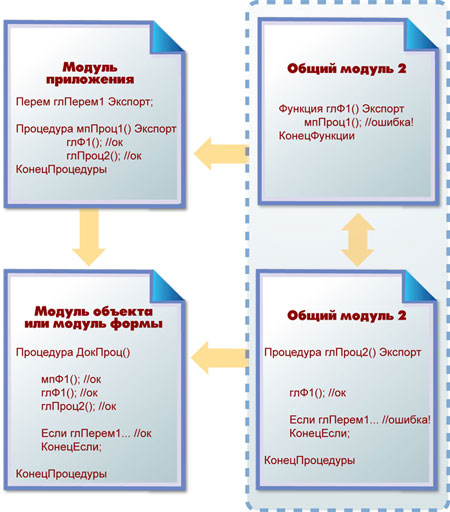 Модуль
приложения
Перем глПерем1 Экспорт;
Процедура мпПроц1() Экспорт
глФ1(); //ок
глПроц2(); //ок
КонецПроцедуры
Общий модуль 2
Функция глФ1() Экспорт
мпПроц1(); //ошибка!
КонецФункции
Модуль объекта
или модуль формы
Процедура ДокПроц()
мпФ1(); //ок
глФ1(); //ок
глПроц2(); //ок
Если глПерем1... //ок
КонецЕсли;
КонецПроцедуры
Общий модуль 2
Процедура глПроц2() Экспорт
глФ1(); //ок
Если глПерем1... //ошибка!
КонецЕсли;
КонецПроцедуры